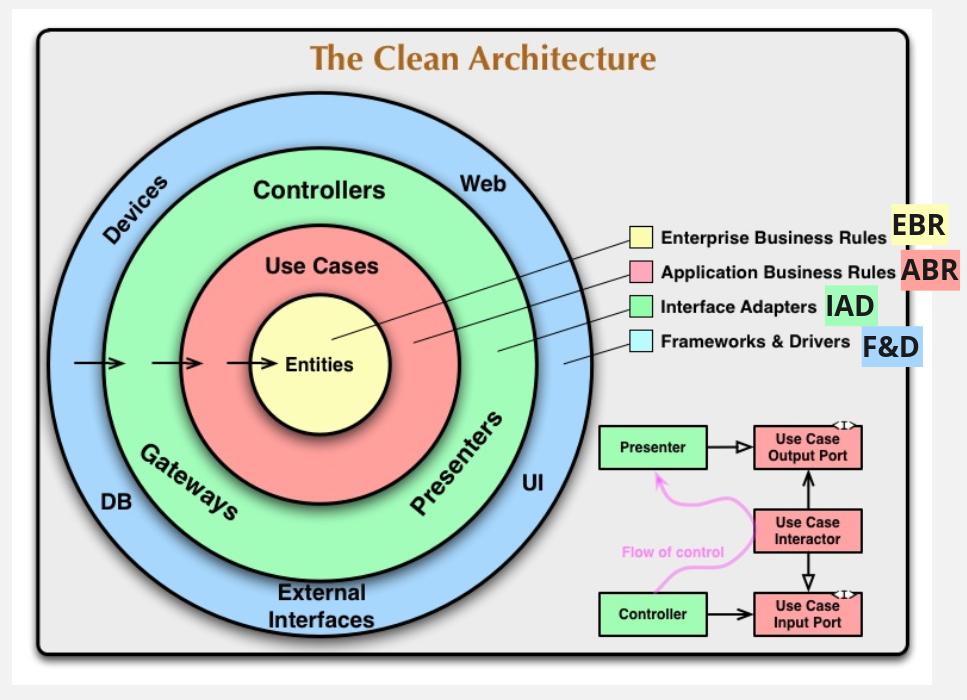 The Clean Architecture
Devices
Web
Controllers
Use Cases
Entities
Gateways
Presenters
DB
UI
External
Interfaces
Enterprise Business Rules EBR
Application Business Rules ABR
Interface Adapters IAD
Frameworks & Drivers F&D
Presenter
<I>
Use Case
Output Port
Use Case
Interactor
Flow of control
Controller
<I>
Use Case
Input Port